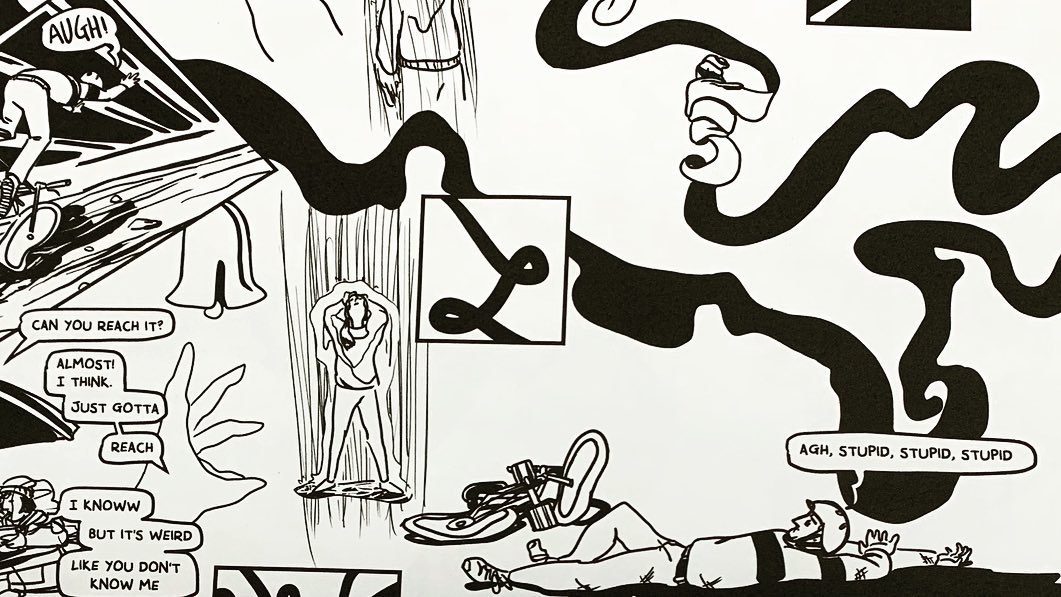 AUGH!
CAN YOU REACH IT?
ALMOST!
I THINK.
JUST GOTTA
REACH
I KNOWW
BUT IT'S WEIRD
LIKE YOU DON'T
KNOW ME
AGH, STUPID, STUPID, STUPID